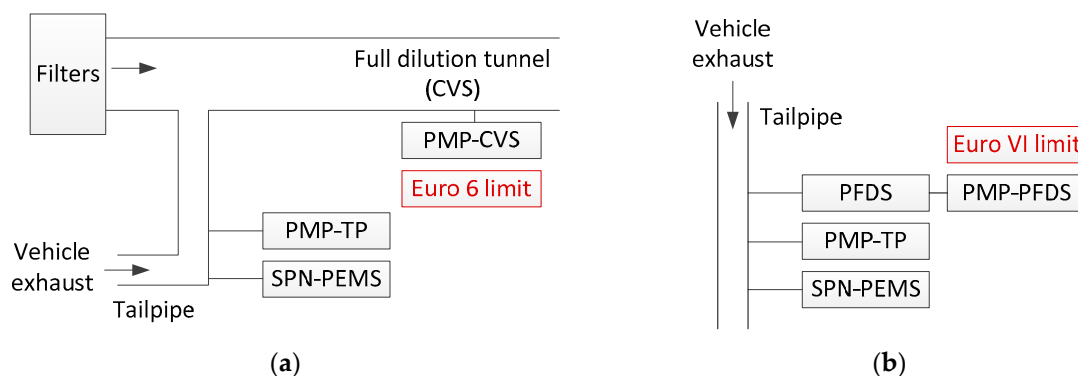 Filters
Full dilution tunnel
(CVS)
PMP-CVS
Euro 6 limit
PMP-TP
SPN-PEMS
Vehicle
exhaust
Tailpipe
(a)
Vehicle
exhaust
Tailpipe
Euro VI limit
PFDS
PMP-PFDS
PMP-TP
SPN-PEMS
(b)